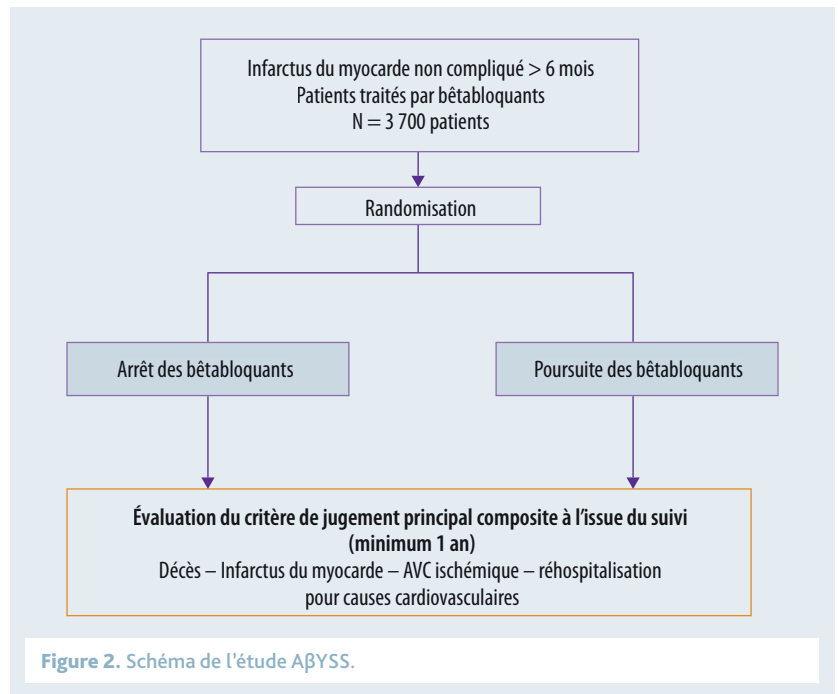 Infarctus du myocarde non compliqué > 6 mois
Patients traités par bêtabloquants
N = 3 700 patients
Randomisation
Arrêt des bêtabloquants
Poursuite des bêtabloquants
Évaluation du critère de jugement principal composite à l'issue du suivi
(minimum 1 an)
Décès – Infarctus du myocarde – AVC ischémique – réhospitalisation
pour causes cardiovasculaires
Figure 2. Schéma de l'étude AβYSS.